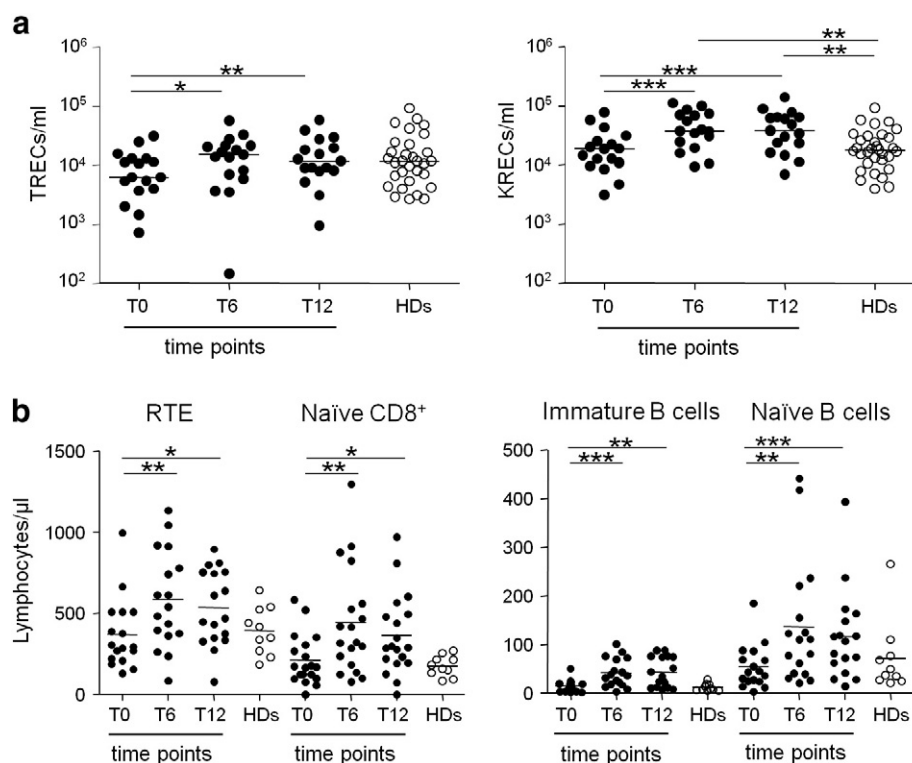 a
10⁶
10⁵
10⁴
10³
10²
TRECs/ml
**
*
T0 T6 T12 HDs
time points
10⁶
10⁵
10⁴
10³
10²
KRECs/ml
**
**
***
***
T0 T6 T12 HDs
time points
b
RTE Naïve CD8⁺
1500
1000
500
0
Lymphocytes/µl
*
**
*
**
T0 T6 T12 HDs T0 T6 T12 HDs
time points time points
Immature B cells Naïve B cells
500
400
300
200
100
0
**
***
***
**
T0 T6 T12 HDs T0 T6 T12 HDs
time points time points